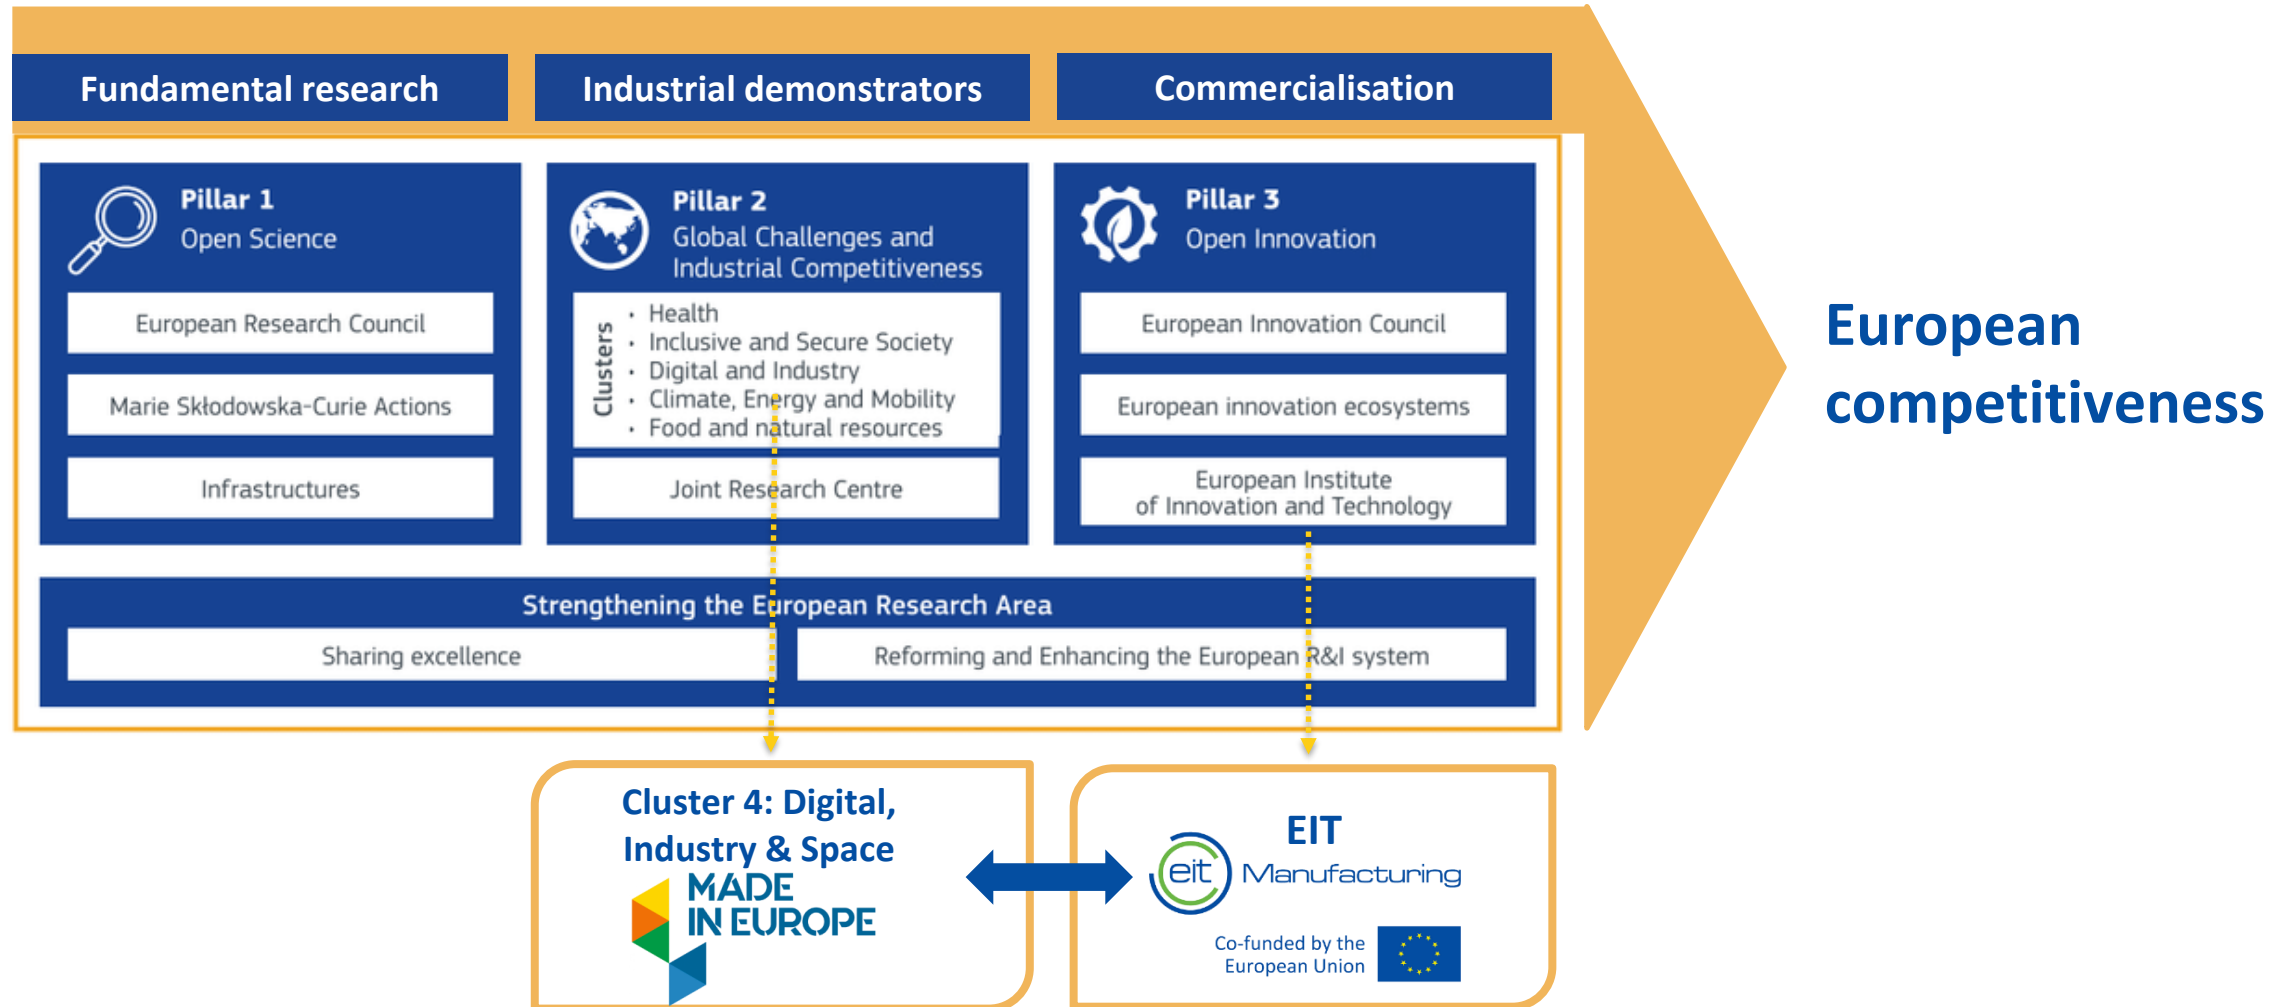 Fundamental research
Industrial demonstrators
Commercialisation
Pillar 1
Open Science
European Research Council
Marie Skłodowska-Curie Actions
Infrastructures
Pillar 2
Global Challenges and
Industrial Competitiveness
Clusters
· Health
· Inclusive and Secure Society
· Digital and Industry
· Climate, Energy and Mobility
· Food and natural resources
Joint Research Centre
Pillar 3
Open Innovation
European Innovation Council
European innovation ecosystems
European Institute
of Innovation and Technology
Strengthening the European Research Area
Sharing excellence
Reforming and Enhancing the European R&I system
European
competitiveness
Cluster 4: Digital,
Industry & Space
MADE
IN EUROPE
EIT
eit Manufacturing
Co-funded by the
European Union